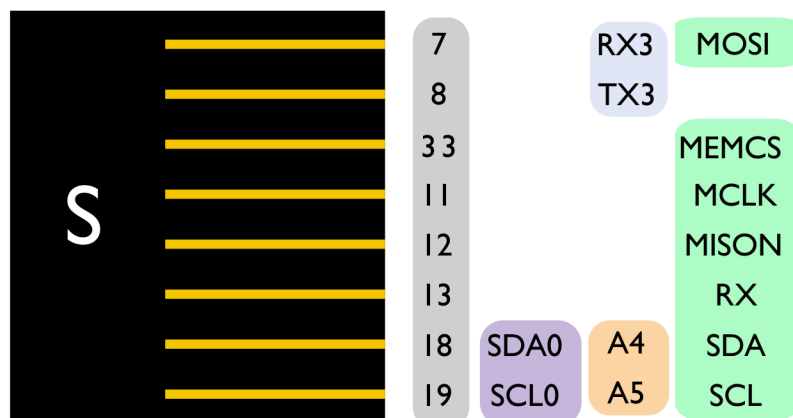 7 RX3 MOSI
8 TX3
33 MEMCS
11 MCLK
S
12 MISON
13 RX
18 SDA0 A4 SDA
19 SCL0 A5 SCL